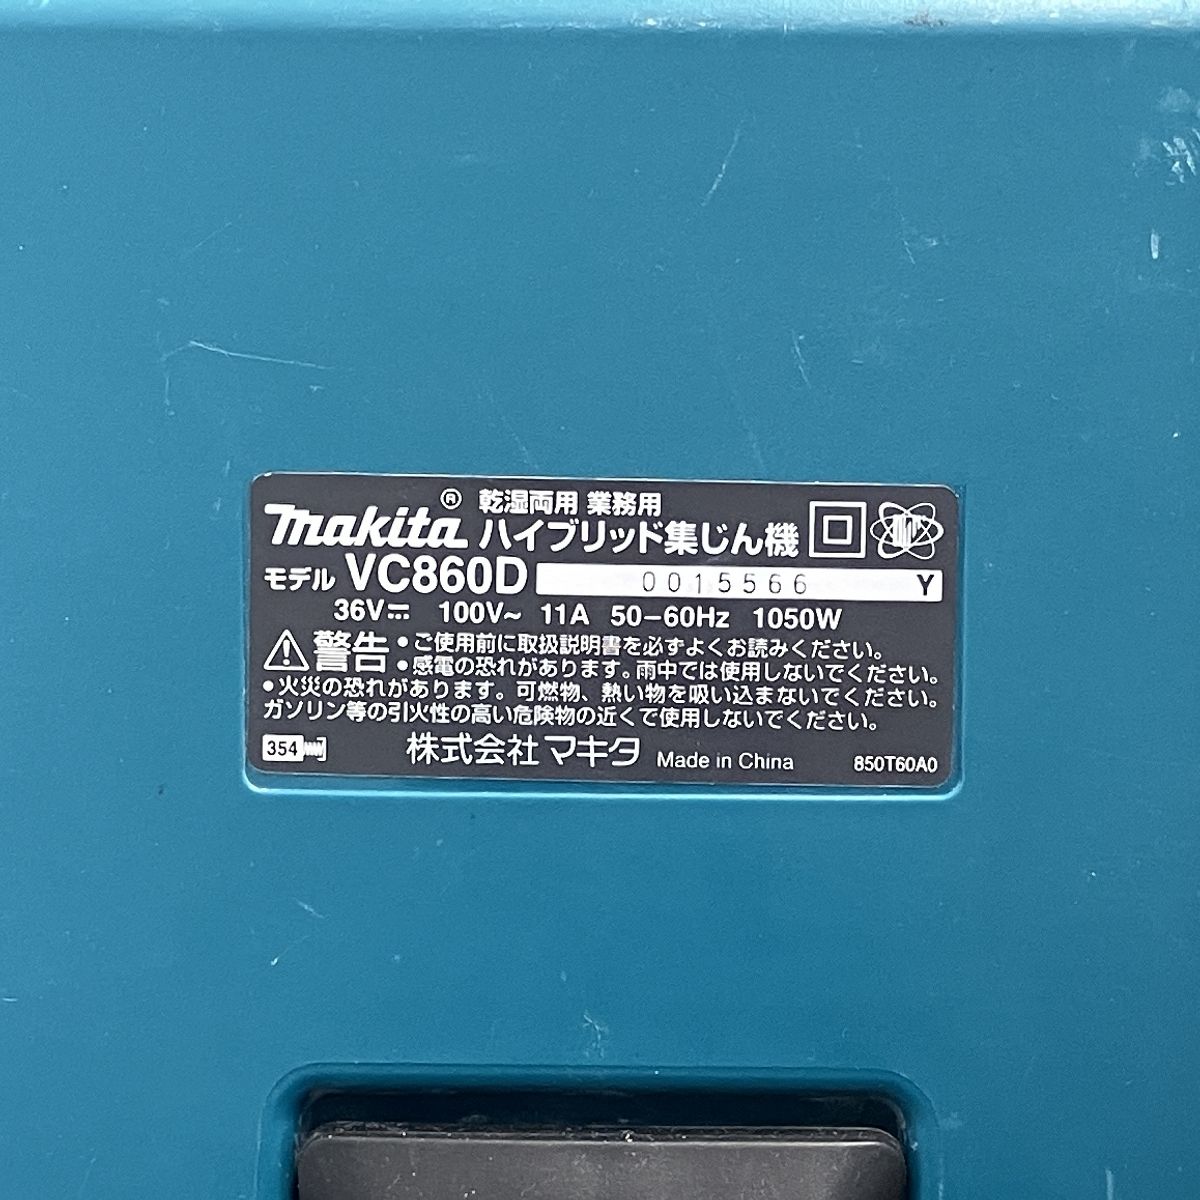 makita® 乾湿両用 業務用
ハイブリッド集じん機
モデル VC860D 0015566 Y
36V⎓ 100V~ 11A 50-60Hz 1050W
⚠警告 •ご使用前に取扱説明書を必ずよくお読みください。
•感電の恐れがあります。雨中では使用しないでください。
•火災の恐れがあります。可燃物、熱い物を吸い込まないでください。
ガソリン等の引火性の高い危険物の近くで使用しないでください。
354 株式会社 マキタ Made in China 850T60A0